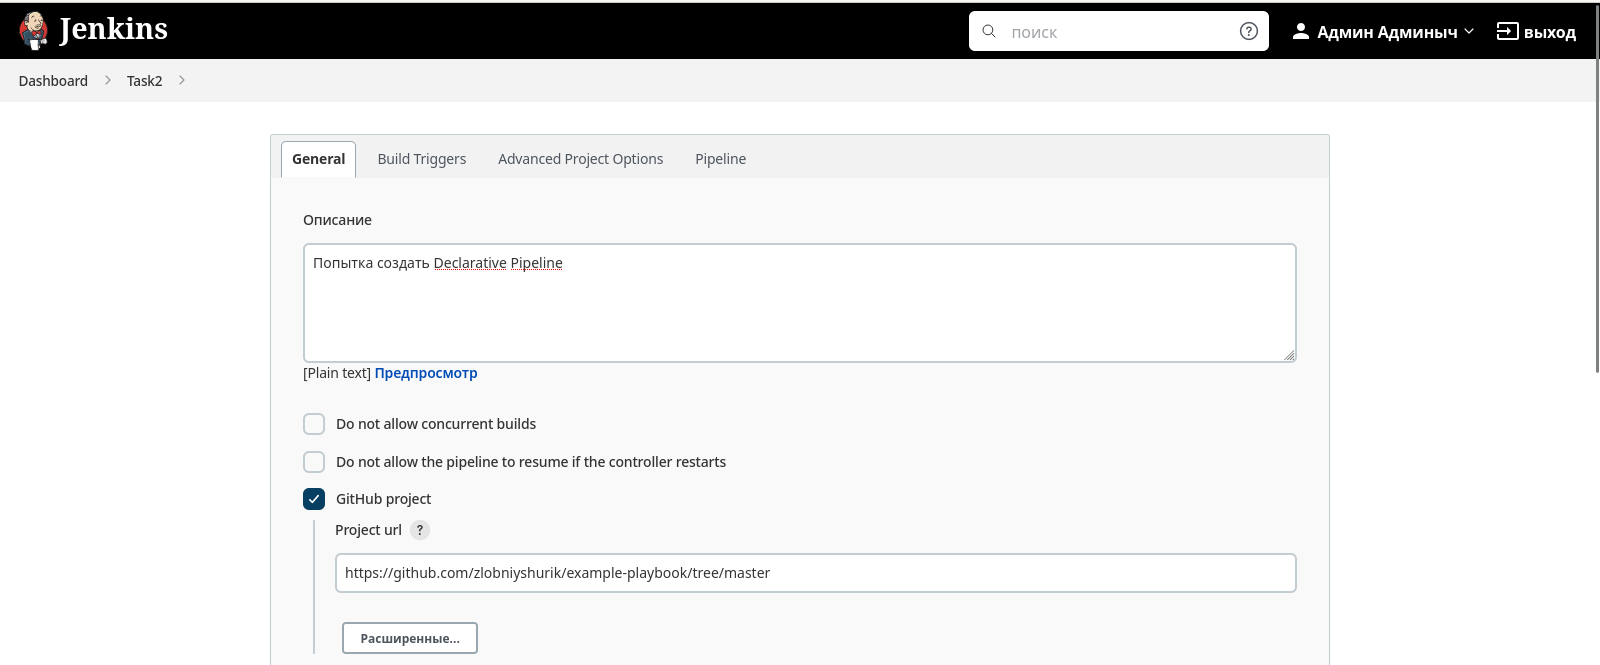 Jenkins
поиск
Админ Админыч
выход
Dashboard
Task2
General
Build Triggers
Advanced Project Options
Pipeline
Описание
Попытка создать Declarative Pipeline
[Plain text] Предпросмотр
Do not allow concurrent builds
Do not allow the pipeline to resume if the controller restarts
GitHub project
Project url ?
https://github.com/zlobniyshurik/example-playbook/tree/master
Расширенные...